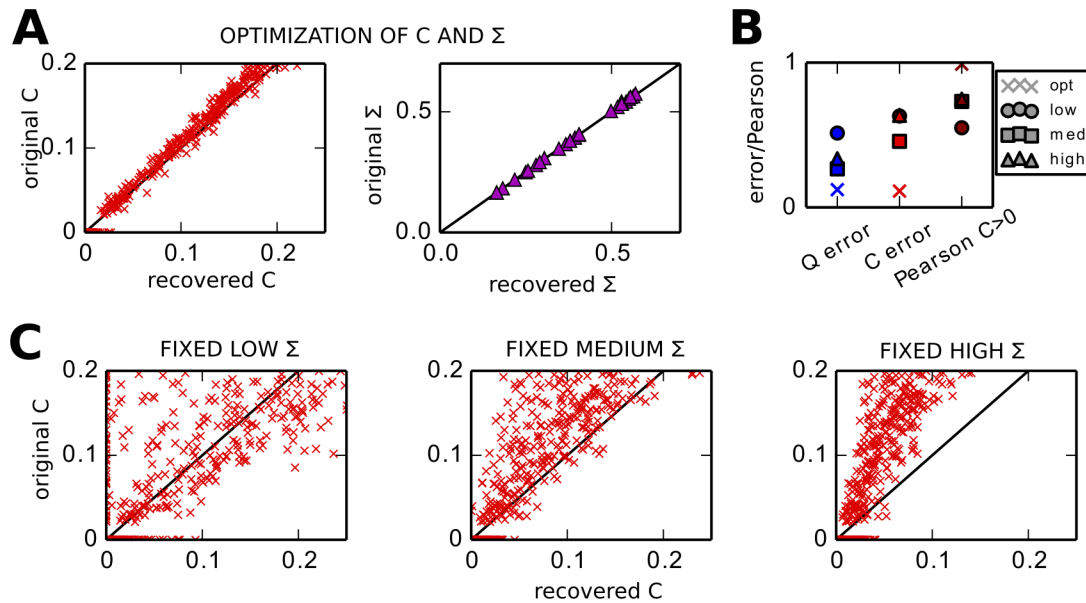 A
OPTIMIZATION OF C AND Σ
B
original C
0.2
0.1
0
0
0.1
0.2
recovered C
original Σ
0.5
0.0
0.0
0.5
recovered Σ
error/Pearson
1
0
Q error
C error
Pearson C>0
opt
low
med
high
C
FIXED LOW Σ
FIXED MEDIUM Σ
FIXED HIGH Σ
original C
0.2
0.1
0
0
0.1
0.2
0.2
0.1
0
0
0.1
0.2
0.2
0.1
0
0
0.1
0.2
recovered C